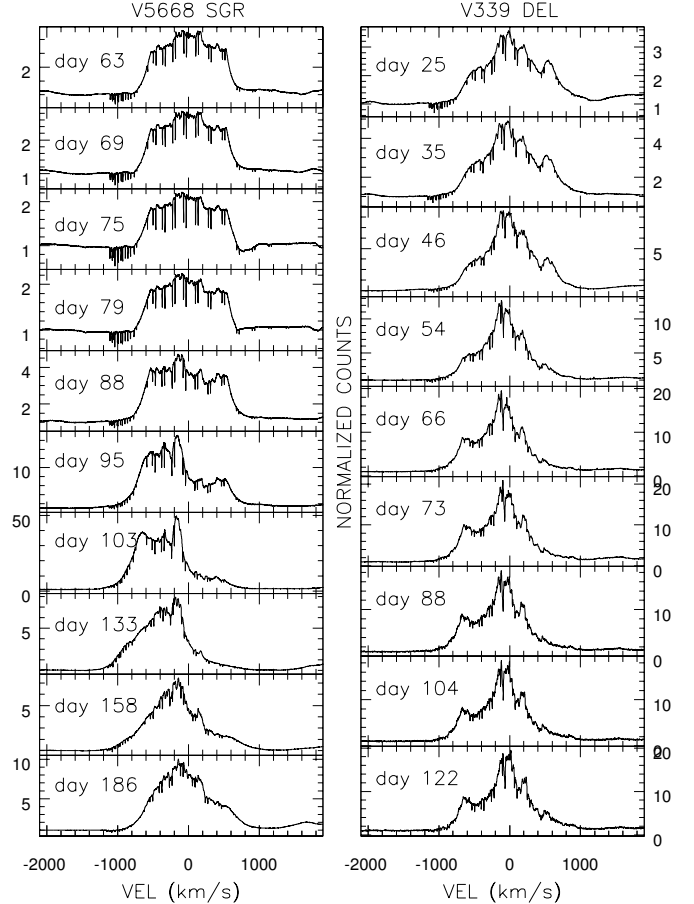 V5668 SGR
V339 DEL
day 63
2
day 69
2
1
day 75
2
1
day 79
2
1
day 88
4
2
day 95
10
day 103
50
0
day 133
5
day 158
5
day 186
10
5
-2000 -1000 0 1000
VEL (km/s)
NORMALIZED COUNTS
day 25
3
2
1
day 35
4
2
day 46
5
day 54
10
5
day 66
20
10
0
day 73
20
10
0
day 88
10
0
day 104
10
0
day 122
20
10
0
-2000 -1000 0 1000
VEL (km/s)